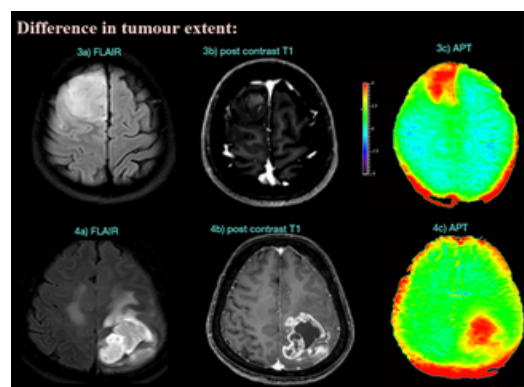 Difference in tumour extent:
3a) FLAIR
3b) post contrast T1
3c) APT
4a) FLAIR
4b) post contrast T1
4c) APT